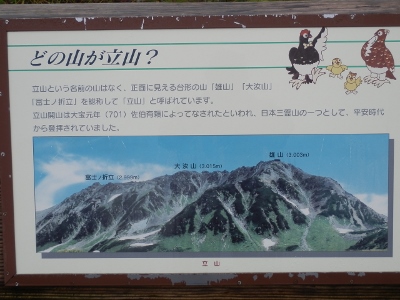 どの山が立山？
立山という名前の山はなく、正面に見える台形の山「雄山」「大汝山」
「富士ノ折立」を総称して「立山」と呼ばれています。
立山開山は大宝元年（701）佐伯有頼によってなされたといわれ、日本三霊山の一つとして、平安時代
から登拝されていました。
雄 山（3,003m）
大汝山（3,015m）
富士ノ折立（2,999m）
立 山